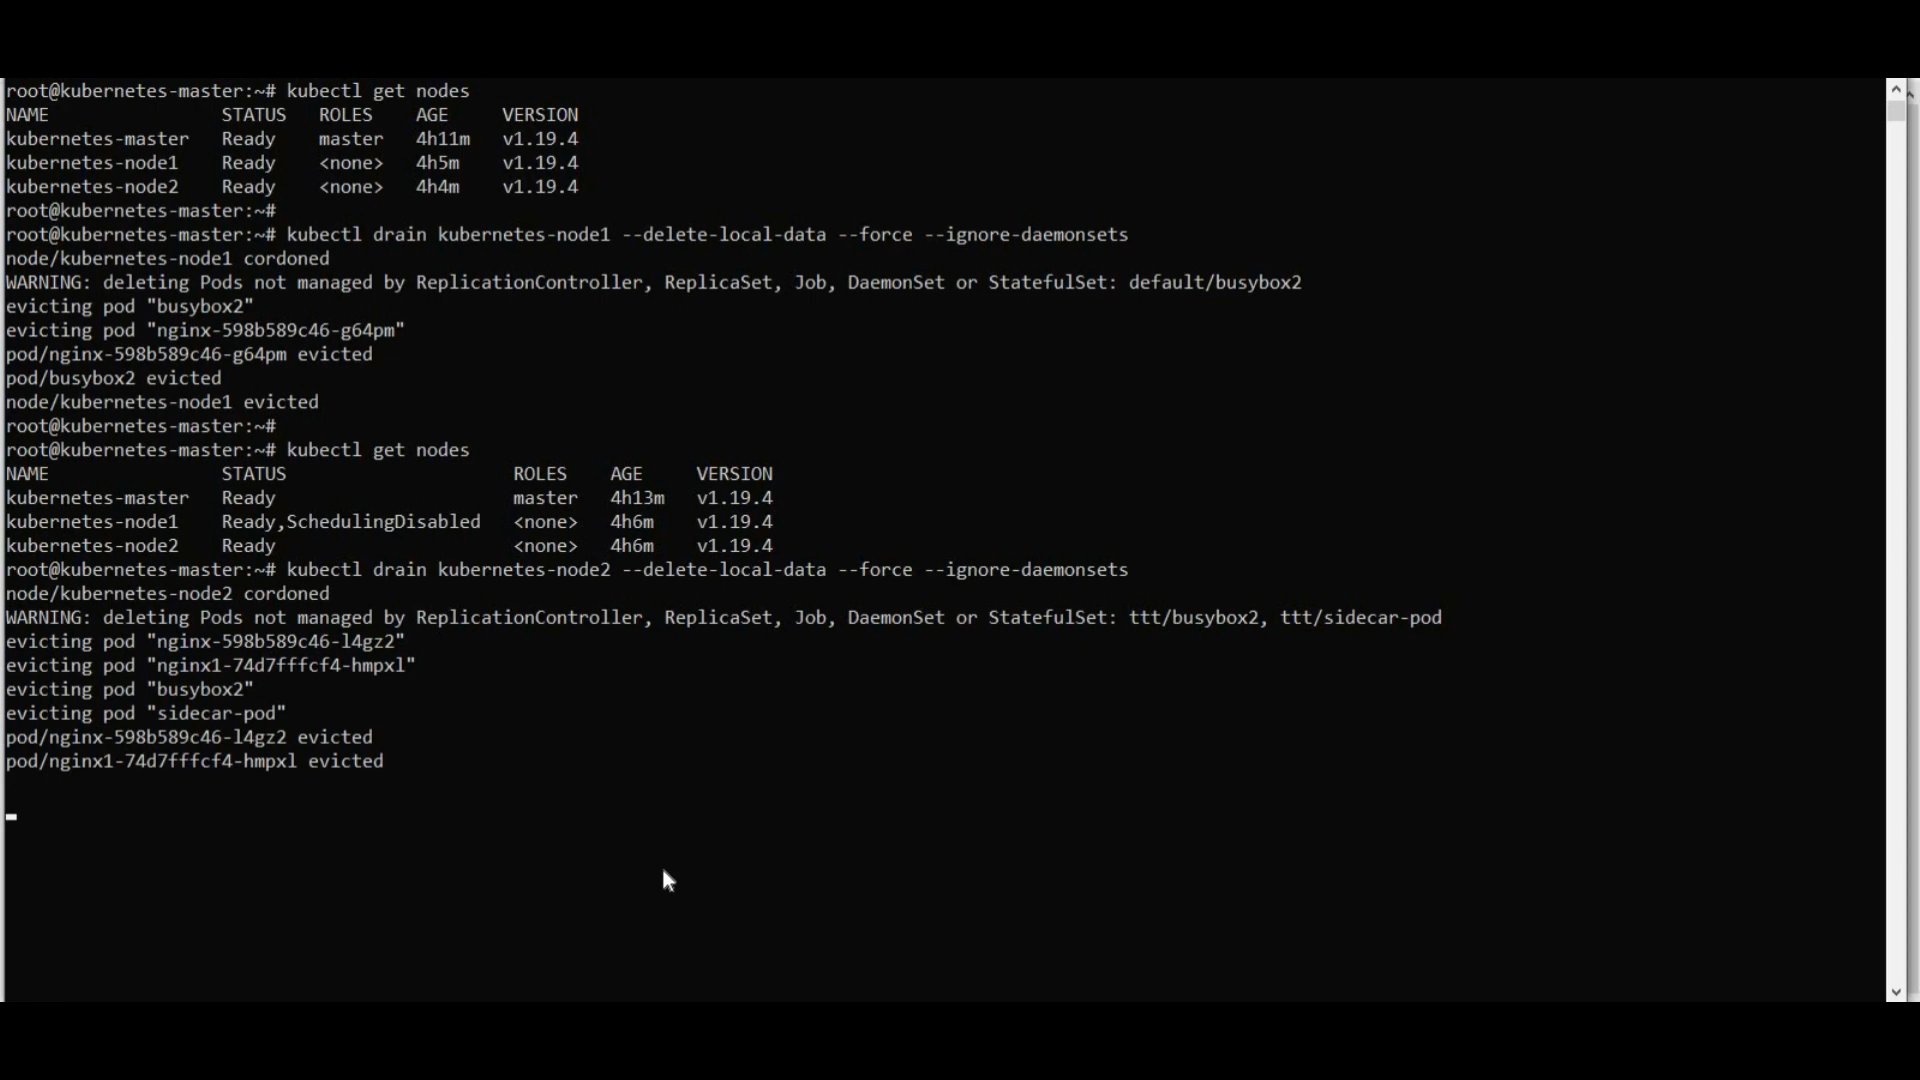 root@kubernetes-master:~# kubectl get nodes
NAME                STATUS   ROLES    AGE     VERSION
kubernetes-master   Ready    master   4h11m   v1.19.4
kubernetes-node1    Ready    <none>   4h5m    v1.19.4
kubernetes-node2    Ready    <none>   4h4m    v1.19.4
root@kubernetes-master:~#
root@kubernetes-master:~# kubectl drain kubernetes-node1 --delete-local-data --force --ignore-daemonsets
node/kubernetes-node1 cordoned
WARNING: deleting Pods not managed by ReplicationController, ReplicaSet, Job, DaemonSet or StatefulSet: default/busybox2
evicting pod "busybox2"
evicting pod "nginx-598b589c46-g64pm"
pod/nginx-598b589c46-g64pm evicted
pod/busybox2 evicted
node/kubernetes-node1 evicted
root@kubernetes-master:~#
root@kubernetes-master:~# kubectl get nodes
NAME                STATUS                     ROLES    AGE     VERSION
kubernetes-master   Ready                      master   4h13m   v1.19.4
kubernetes-node1    Ready,SchedulingDisabled   <none>   4h6m    v1.19.4
kubernetes-node2    Ready                      <none>   4h6m    v1.19.4
root@kubernetes-master:~# kubectl drain kubernetes-node2 --delete-local-data --force --ignore-daemonsets
node/kubernetes-node2 cordoned
WARNING: deleting Pods not managed by ReplicationController, ReplicaSet, Job, DaemonSet or StatefulSet: ttt/busybox2, ttt/sidecar-pod
evicting pod "nginx-598b589c46-l4gz2"
evicting pod "nginx1-74d7fffcf4-hmpxl"
evicting pod "busybox2"
evicting pod "sidecar-pod"
pod/nginx-598b589c46-l4gz2 evicted
pod/nginx1-74d7fffcf4-hmpxl evicted